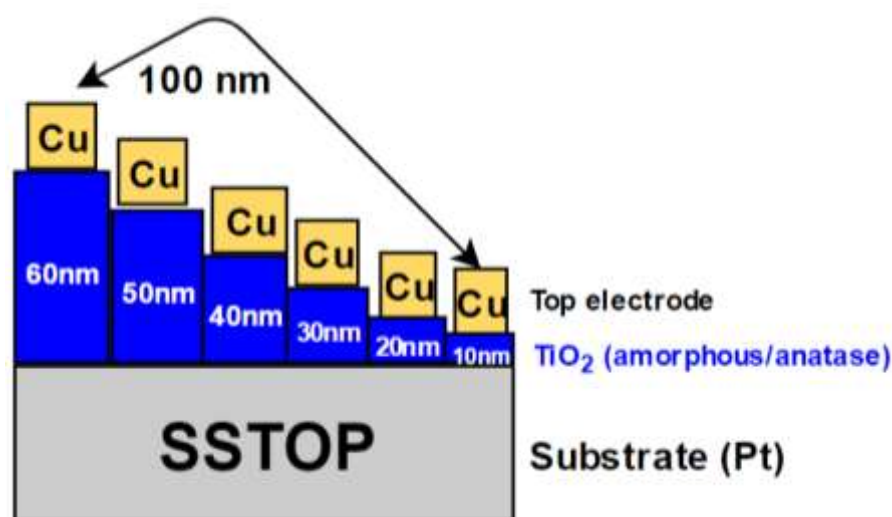 100 nm
Cu
Cu
Cu
Cu
Cu
Cu
60nm
50nm
40nm
30nm
20nm
10nm
Top electrode
TiO₂ (amorphous/anatase)
SSTOP
Substrate (Pt)